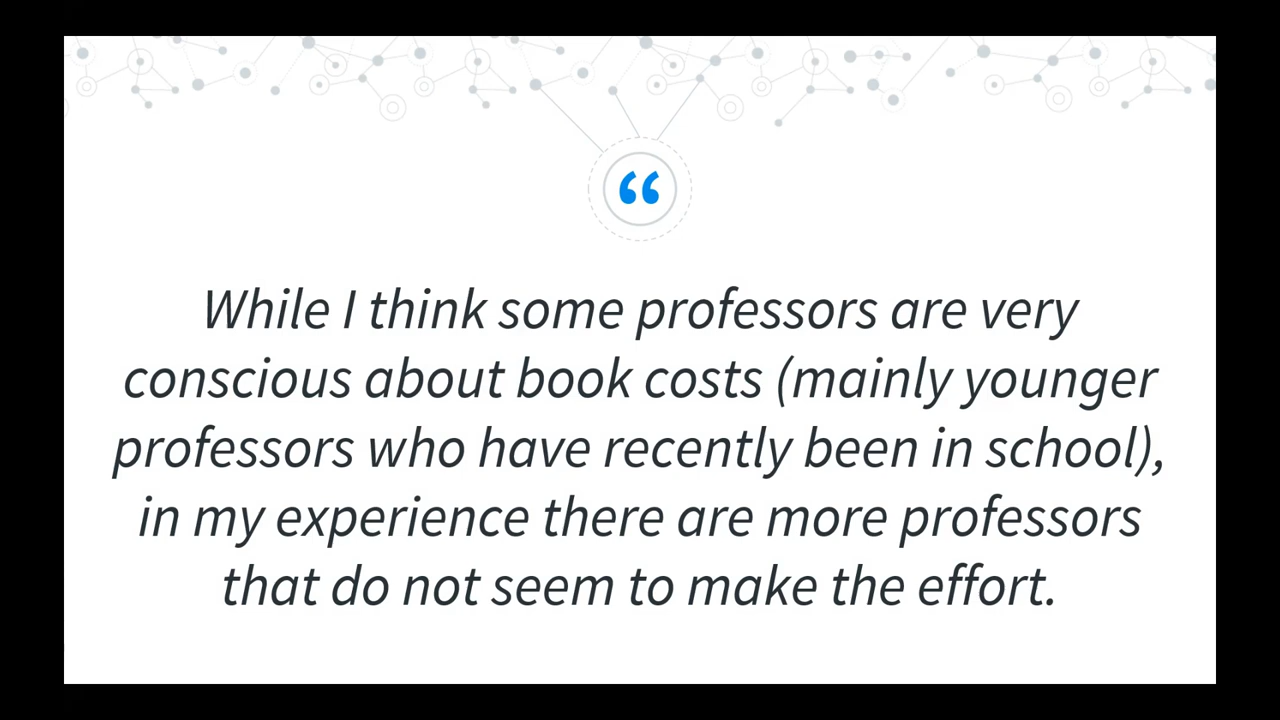 “
While I think some professors are very
conscious about book costs (mainly younger
professors who have recently been in school),
in my experience there are more professors
that do not seem to make the effort.